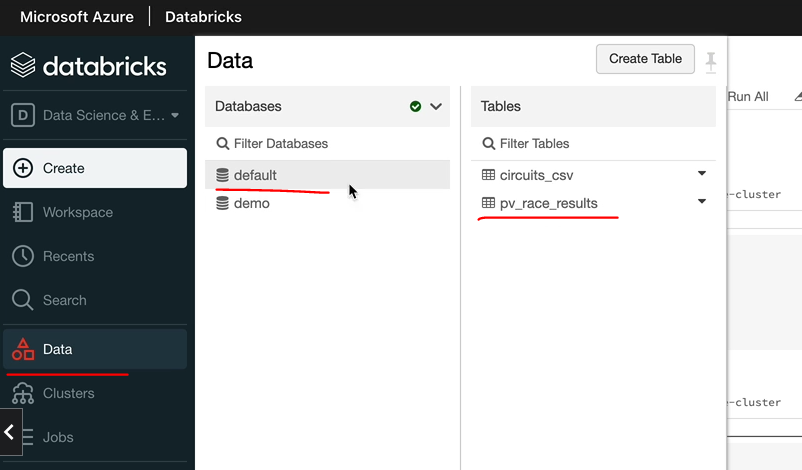 Microsoft Azure | Databricks
databricks
D Data Science & E...
Create
Workspace
Recents
Search
Data
Clusters
Jobs
Data
Create Table
Databases
Filter Databases
default
demo
Tables
Filter Tables
circuits_csv
pv_race_results
Run All
-cluster
-cluster